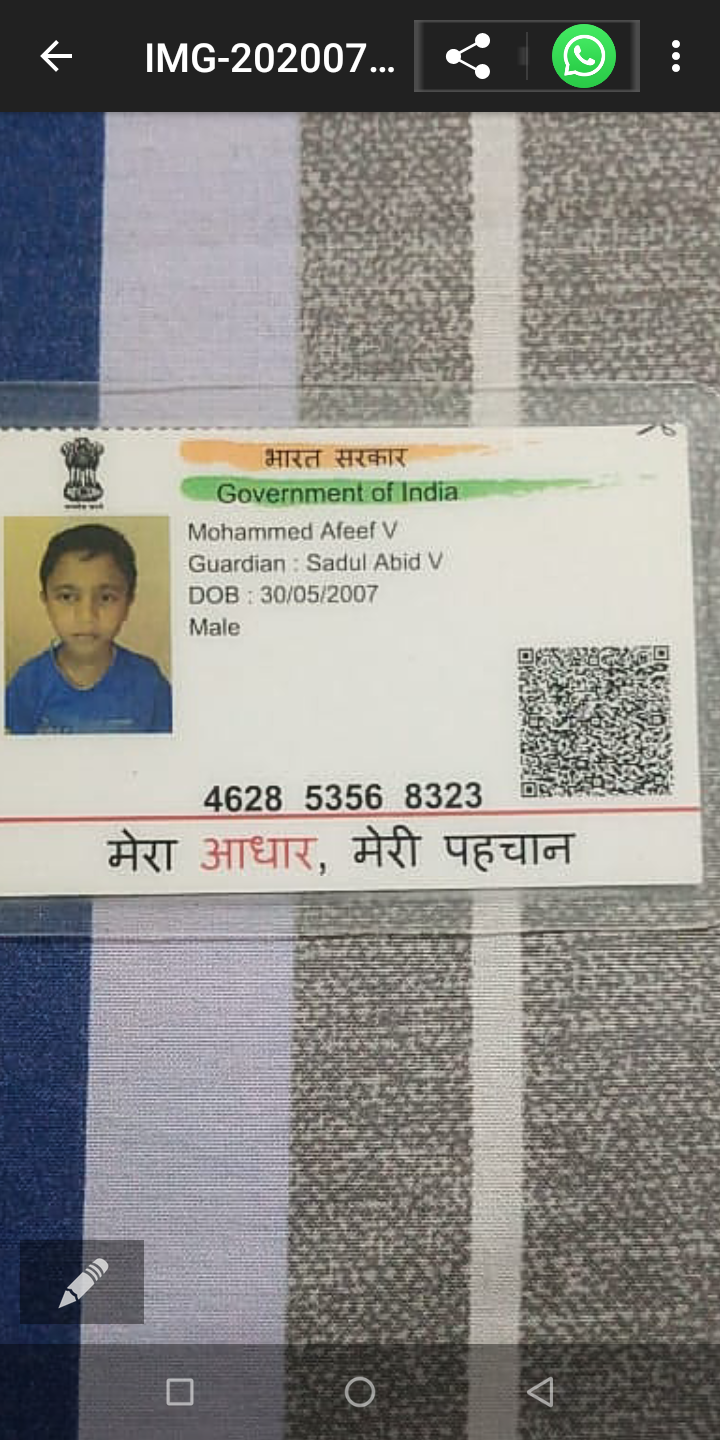 IMG-202007...
भारत सरकार
Government of India
Mohammed Afeef V
Guardian : Sadul Abid V
DOB : 30/05/2007
Male
4628 5356 8323
मेरा आधार, मेरी पहचान